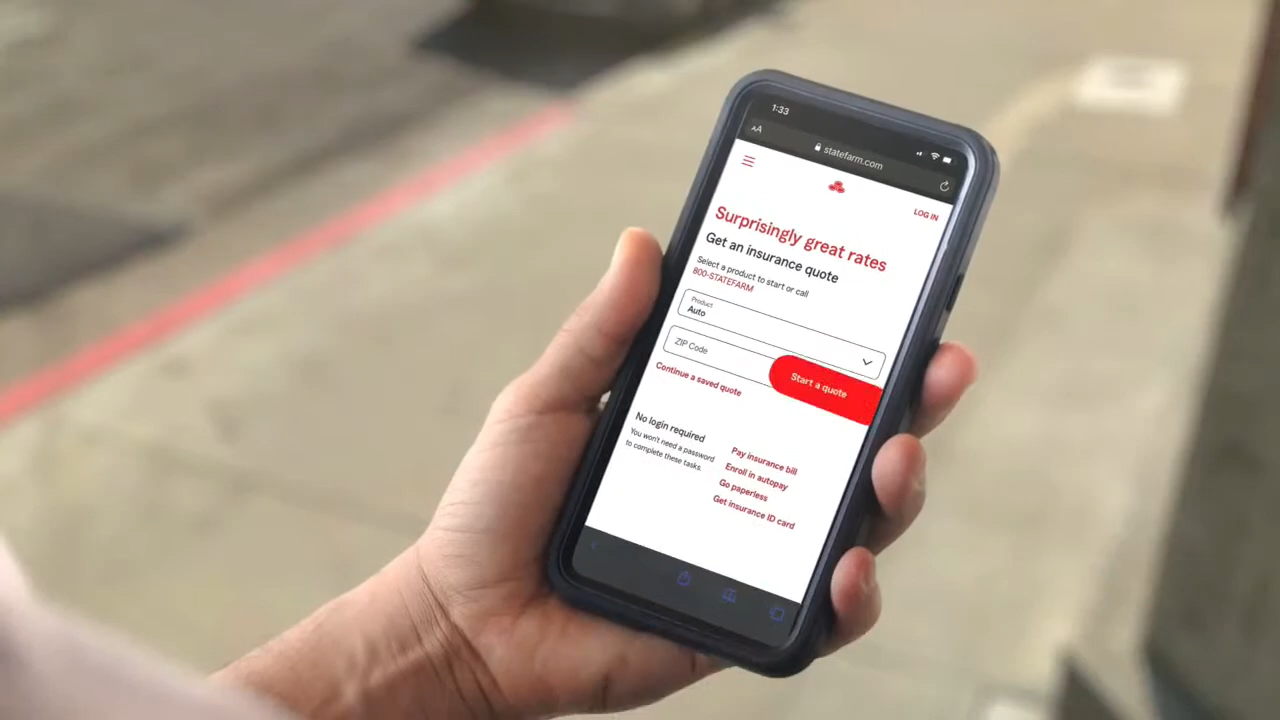 1:33
AA
statefarm.com
LOG IN
Surprisingly great rates
Get an insurance quote
Select a product to start or call
800-STATEFARM
Product
Auto
ZIP Code
Start a quote
Continue a saved quote
No login required
You won't need a password
to complete these tasks.
Pay insurance bill
Enroll in autopay
Go paperless
Get insurance ID card